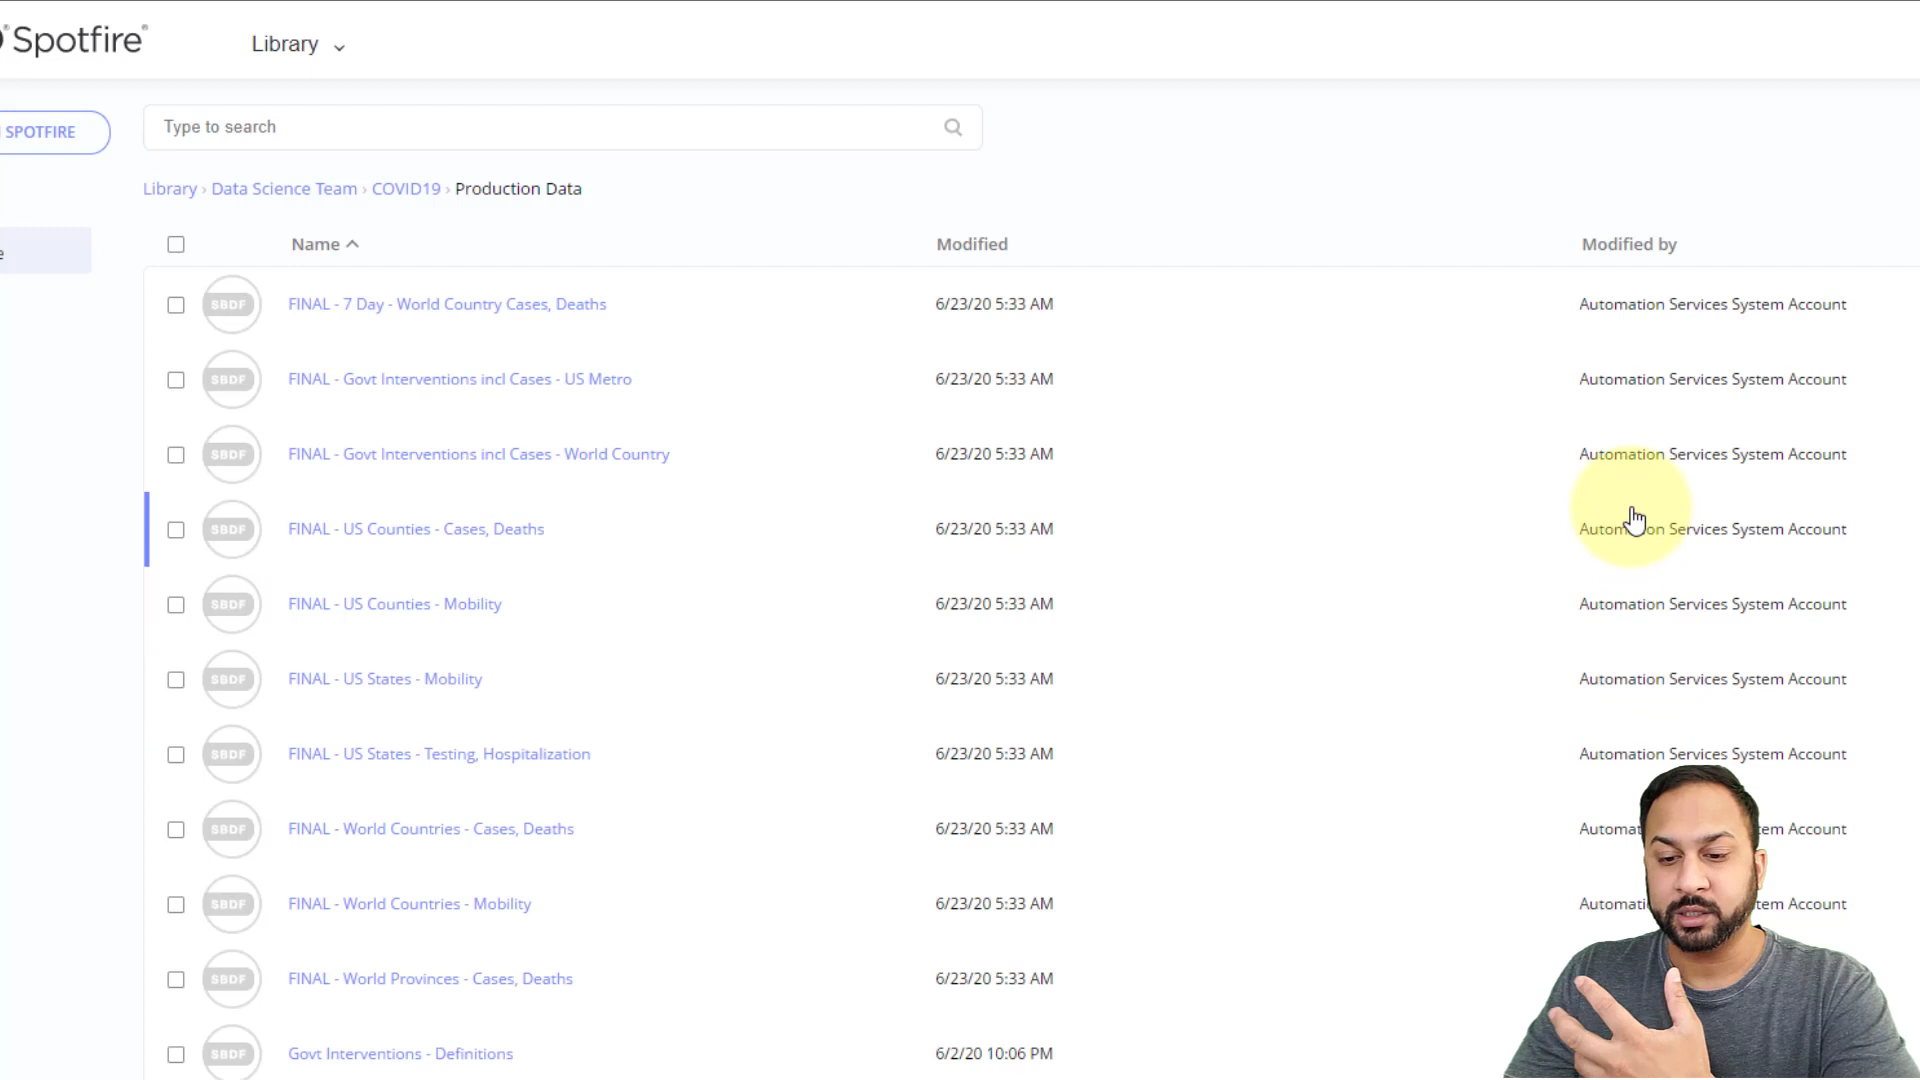 Spotfire®
Library
SPOTFIRE
Type to search
Library › Data Science Team › COVID19 › Production Data
e
Name Modified Modified by
SBDF FINAL - 7 Day - World Country Cases, Deaths 6/23/20 5:33 AM Automation Services System Account
SBDF FINAL - Govt Interventions incl Cases - US Metro 6/23/20 5:33 AM Automation Services System Account
SBDF FINAL - Govt Interventions incl Cases - World Country 6/23/20 5:33 AM Automation Services System Account
SBDF FINAL - US Counties - Cases, Deaths 6/23/20 5:33 AM Automation Services System Account
SBDF FINAL - US Counties - Mobility 6/23/20 5:33 AM Automation Services System Account
SBDF FINAL - US States - Mobility 6/23/20 5:33 AM Automation Services System Account
SBDF FINAL - US States - Testing, Hospitalization 6/23/20 5:33 AM Automation Services System Account
SBDF FINAL - World Countries - Cases, Deaths 6/23/20 5:33 AM Account
SBDF FINAL - World Countries - Mobility 6/23/20 5:33 AM Account
SBDF FINAL - World Provinces - Cases, Deaths 6/23/20 5:33 AM
SBDF Govt Interventions - Definitions 6/2/20 10:06 PM